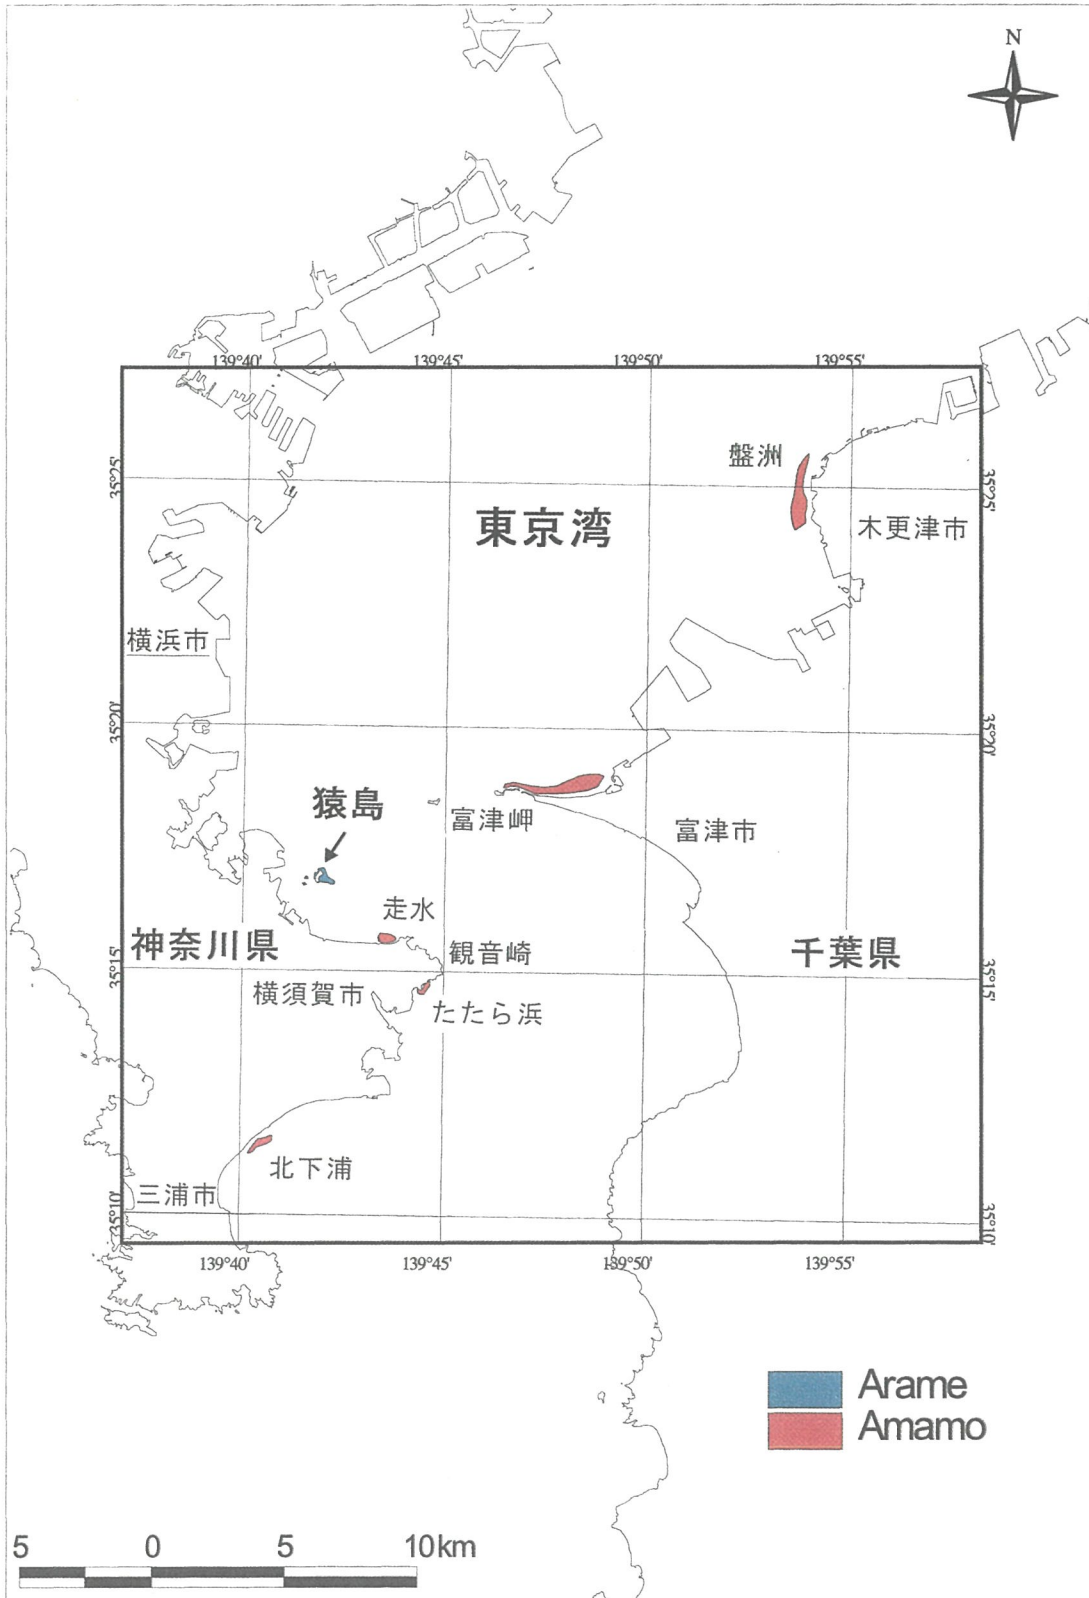 N
139°40'
139°45'
139°50'
139°55'
盤洲
35°25'
35°25'
東京湾
木更津市
横浜市
35°20'
35°20'
猿島
富津岬
富津市
走水
神奈川県
観音崎
千葉県
35°15'
35°15'
横須賀市
たたら浜
北下浦
三浦市
35°10'
35°10'
139°40'
139°45'
139°50'
139°55'
Arame
Amamo
5 0 5 10km